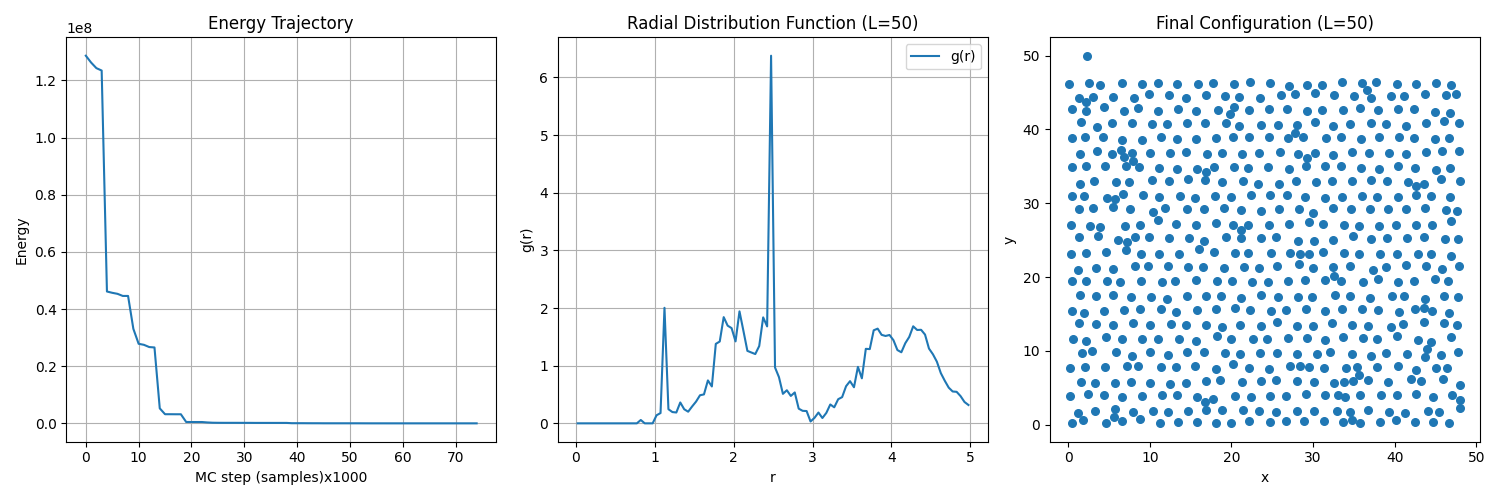 Energy Trajectory
1e8
1.2
1.0
0.8
0.6
0.4
0.2
0.0
Energy
0 10 20 30 40 50 60 70
MC step (samples)x1000
Radial Distribution Function (L=50)
g(r)
6
5
4
3
2
1
0
g(r)
0 1 2 3 4 5
r
Final Configuration (L=50)
50
40
30
20
10
0
y
0 10 20 30 40 50
x